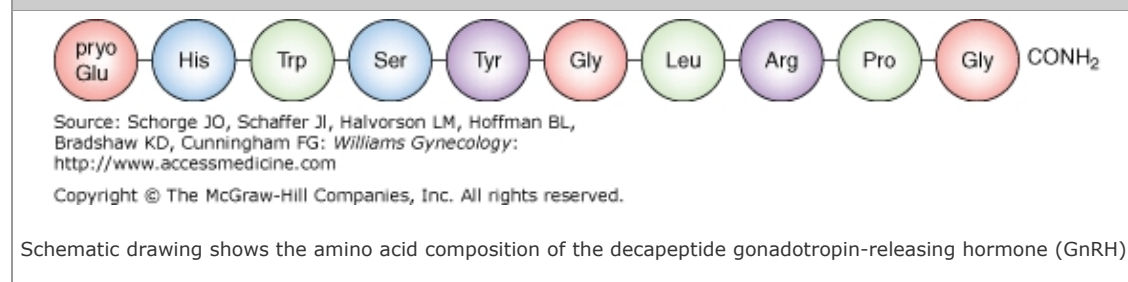 pryo
Glu
His
Trp
Ser
Tyr
Gly
Leu
Arg
Pro
Gly
CONH₂
Source: Schorge JO, Schaffer JI, Halvorson LM, Hoffman BL,
Bradshaw KD, Cunningham FG: Williams Gynecology:
http://www.accessmedicine.com
Copyright © The McGraw-Hill Companies, Inc. All rights reserved.
Schematic drawing shows the amino acid composition of the decapeptide gonadotropin-releasing hormone (GnRH)